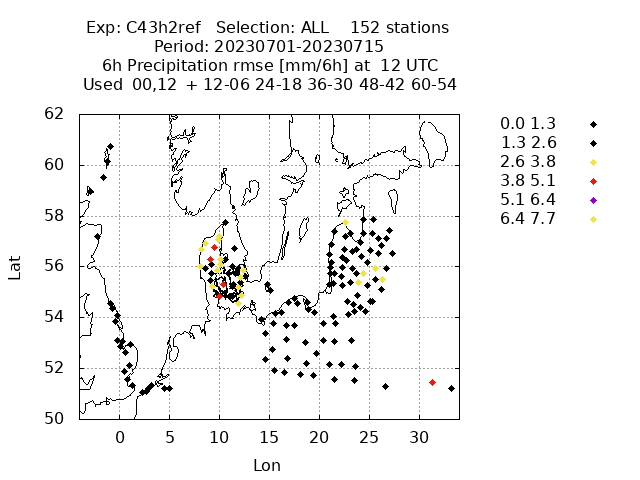 Exp: C43h2ref   Selection: ALL    152 stations
Period: 20230701-20230715
6h Precipitation rmse [mm/6h] at  12 UTC
Used  00,12  + 12-06 24-18 36-30 48-42 60-54
62
60
58
56
54
52
50
Lat
0 5 10 15 20 25 30
Lon
0.0 1.3
1.3 2.6
2.6 3.8
3.8 5.1
5.1 6.4
6.4 7.7